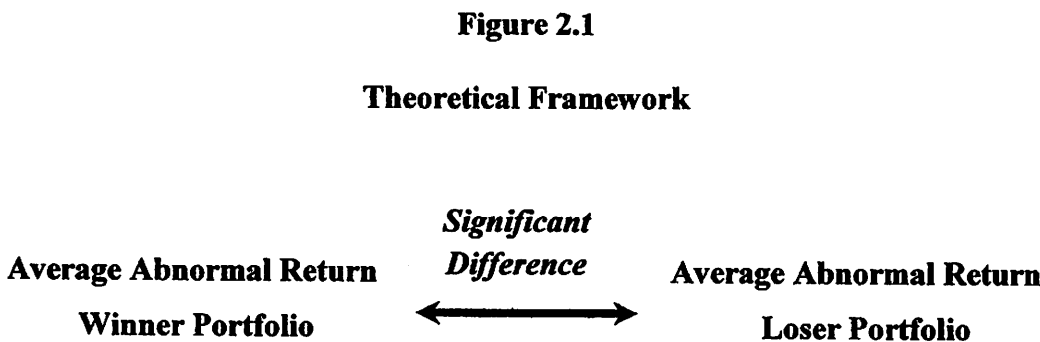 Figure 2.1
Theoretical Framework
Significant
Difference
Average Abnormal Return
Winner Portfolio
Average Abnormal Return
Loser Portfolio